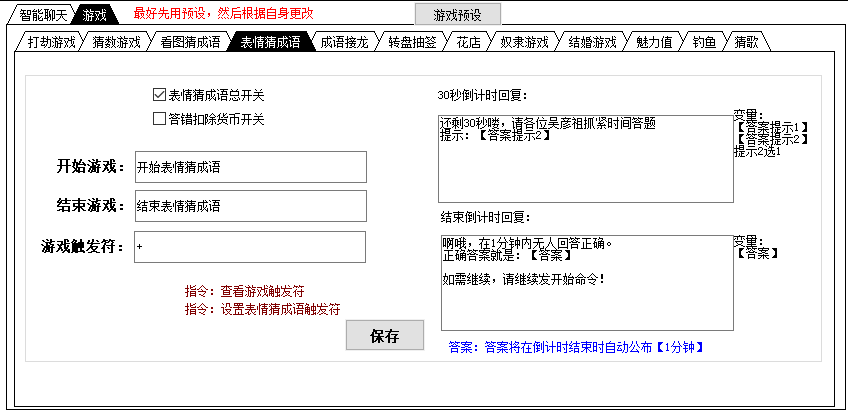 智能聊天 游戏 最好先用预设，然后根据自身更改 游戏预设
打劫游戏 猜数游戏 看图猜成语 表情猜成语 成语接龙 转盘抽签 花店 奴隶游戏 结婚游戏 魅力值 钓鱼 猜歌
表情猜成语总开关
答错扣除货币开关
开始游戏： 开始表情猜成语
结束游戏： 结束表情猜成语
游戏触发符： +
指令：查看游戏触发符
指令：设置表情猜成语触发符
保存
30秒倒计时回复：
还剩30秒喽，请各位吴彦祖抓紧时间答题
提示：【答案提示2】
变量：
【答案提示1】
【答案提示2】
提示2选1
结束倒计时回复：
啊哦，在1分钟内无人回答正确。
正确答案就是：【答案】
如需继续，请继续发开始命令！
变量：
【答案】
答案：答案将在倒计时结束时自动公布【1分钟】